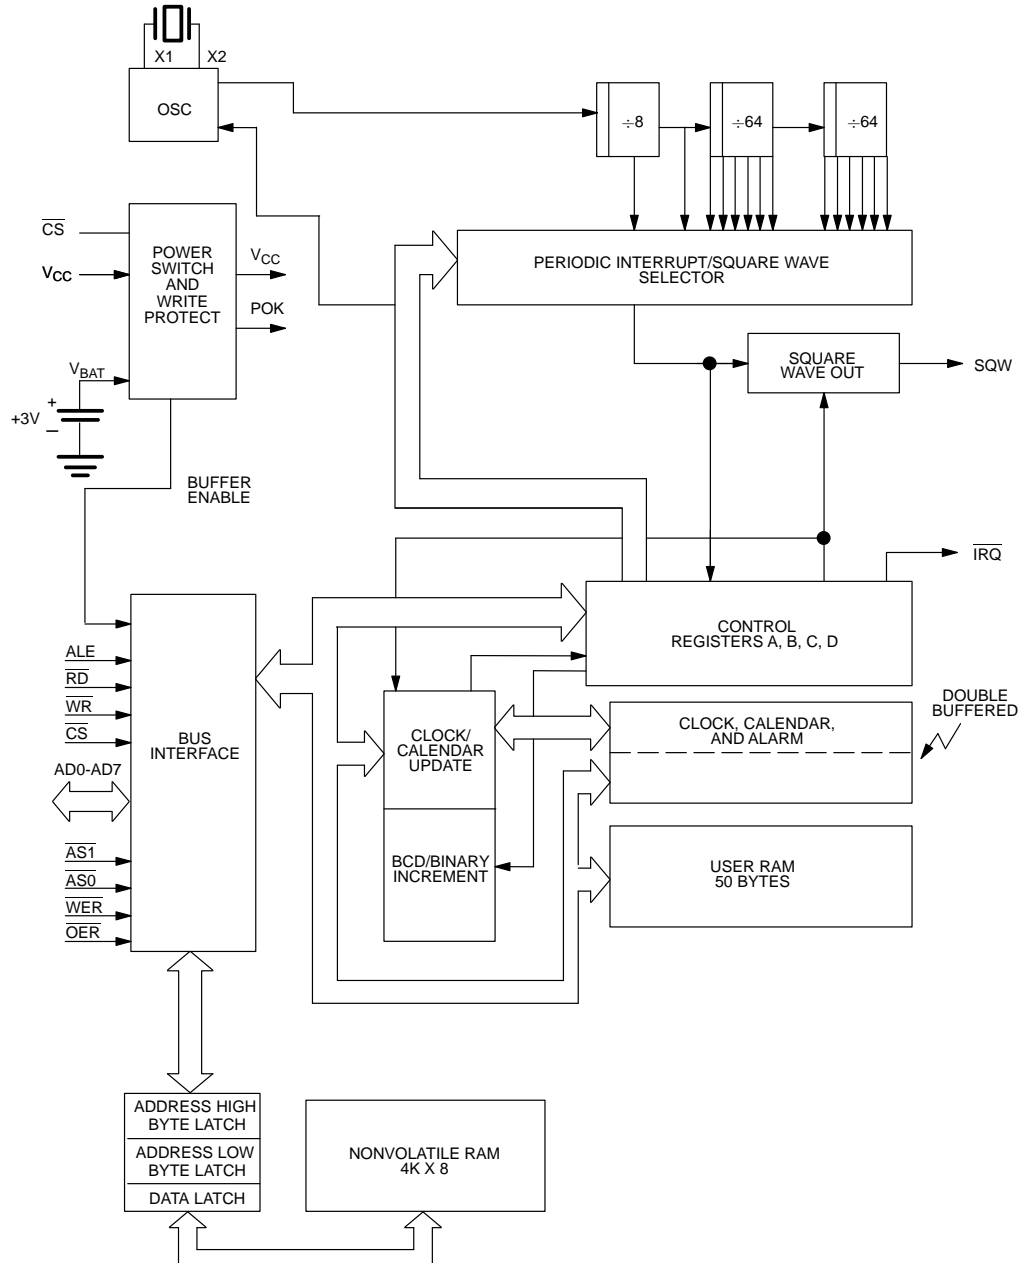 X1 X2
OSC
÷8
÷64
÷64
CS
VCC
POWER
SWITCH
AND
WRITE
PROTECT
VCC
POK
VBAT
+
+3V
–
BUFFER
ENABLE
PERIODIC INTERRUPT/SQUARE WAVE
SELECTOR
SQUARE
WAVE OUT
SQW
IRQ
CONTROL
REGISTERS A, B, C, D
DOUBLE
BUFFERED
CLOCK, CALENDAR,
AND ALARM
USER RAM
50 BYTES
CLOCK/
CALENDAR
UPDATE
BCD/BINARY
INCREMENT
BUS
INTERFACE
ALE
RD
WR
CS
AD0-AD7
AS1
AS0
WER
OER
ADDRESS HIGH
BYTE LATCH
ADDRESS LOW
BYTE LATCH
DATA LATCH
NONVOLATILE RAM
4K X 8